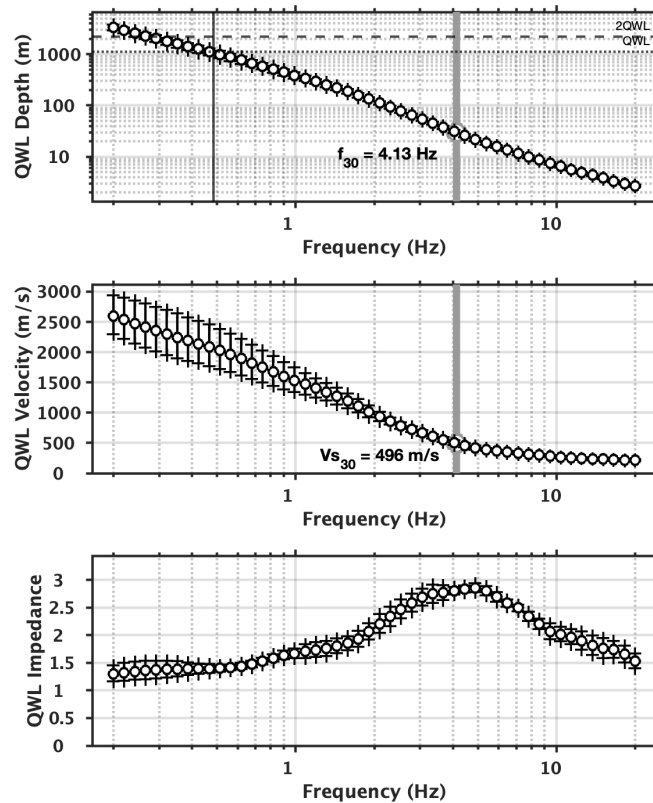 2QWL
QWL
1000
100
10
QWL Depth (m)
f30 = 4.13 Hz
1
10
Frequency (Hz)
3000
2500
2000
1500
1000
500
0
QWL Velocity (m/s)
Vs30 = 496 m/s
1
10
Frequency (Hz)
3
2.5
2
1.5
1
0.5
0
QWL Impedance
1
10
Frequency (Hz)